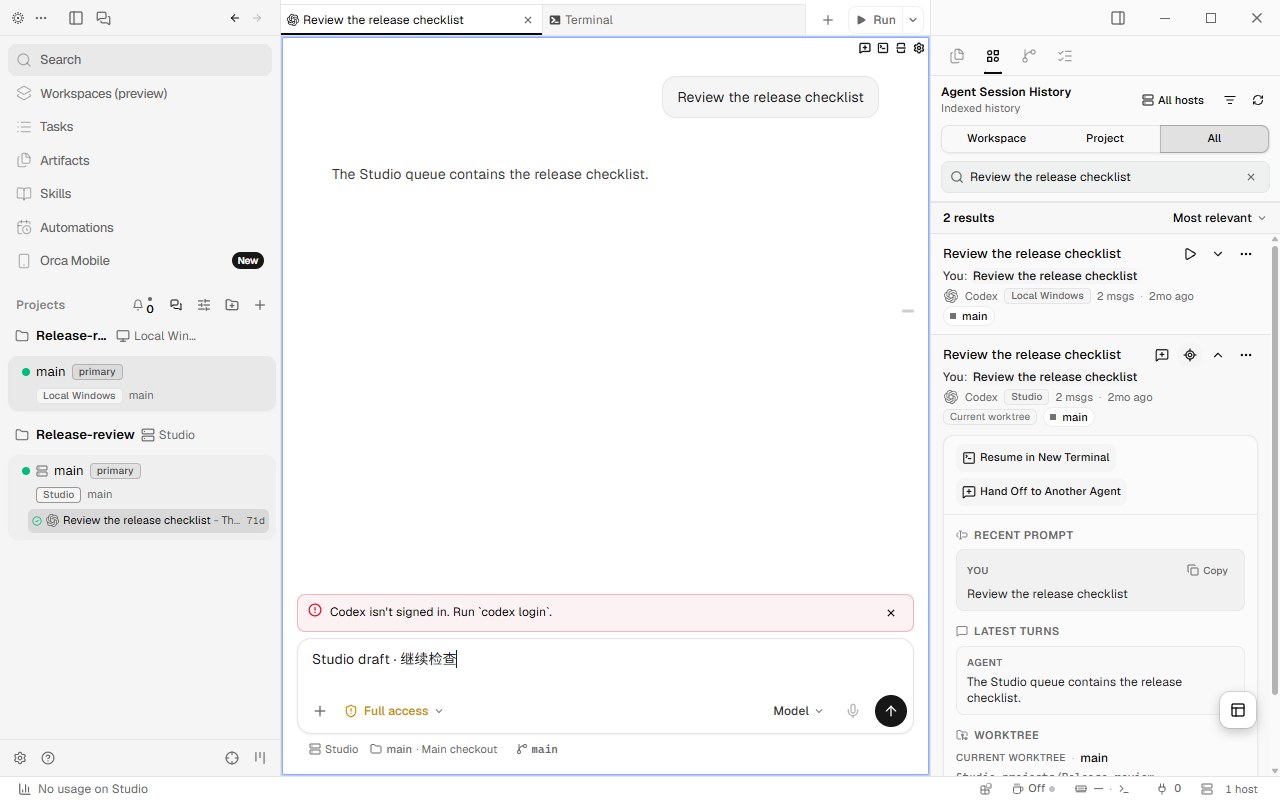 Review the release checklist
Terminal
Run
Search
Workspaces (preview)
Tasks
Artifacts
Skills
Automations
Orca Mobile
New
Projects
0
Release-r...
Local Win...
main
primary
Local Windows
main
Release-review
Studio
main
primary
Studio
main
Review the release checklist - Th...
71d
No usage on Studio
Review the release checklist
The Studio queue contains the release checklist.
Codex isn't signed in. Run `codex login`.
Studio draft · 继续检查
Full access
Model
Studio
main · Main checkout
main
Agent Session History
Indexed history
All hosts
Workspace
Project
All
Review the release checklist
2 results
Most relevant
Review the release checklist
You: Review the release checklist
Codex
Local Windows
2 msgs · 2mo ago
main
Review the release checklist
You: Review the release checklist
Codex
Studio
2 msgs · 2mo ago
Current worktree
main
Resume in New Terminal
Hand Off to Another Agent
RECENT PROMPT
YOU
Copy
Review the release checklist
LATEST TURNS
AGENT
The Studio queue contains the release
checklist.
WORKTREE
CURRENT WORKTREE · main
Off
0
1 host